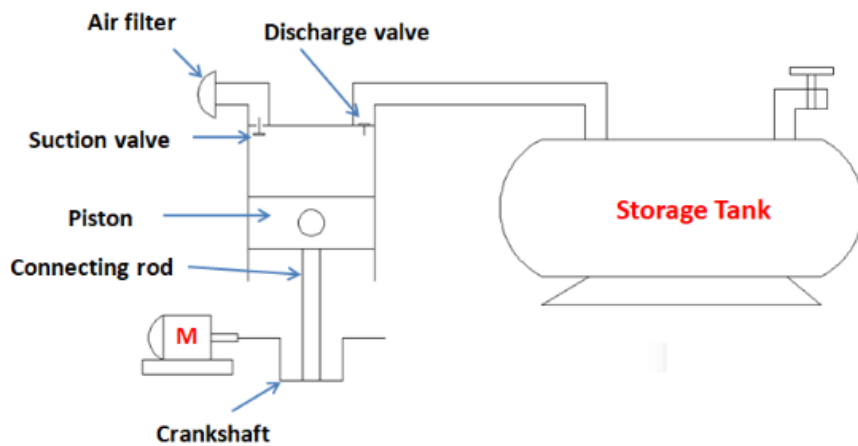 Air filter
Discharge valve
Suction valve
Piston
Storage Tank
Connecting rod
M
Crankshaft